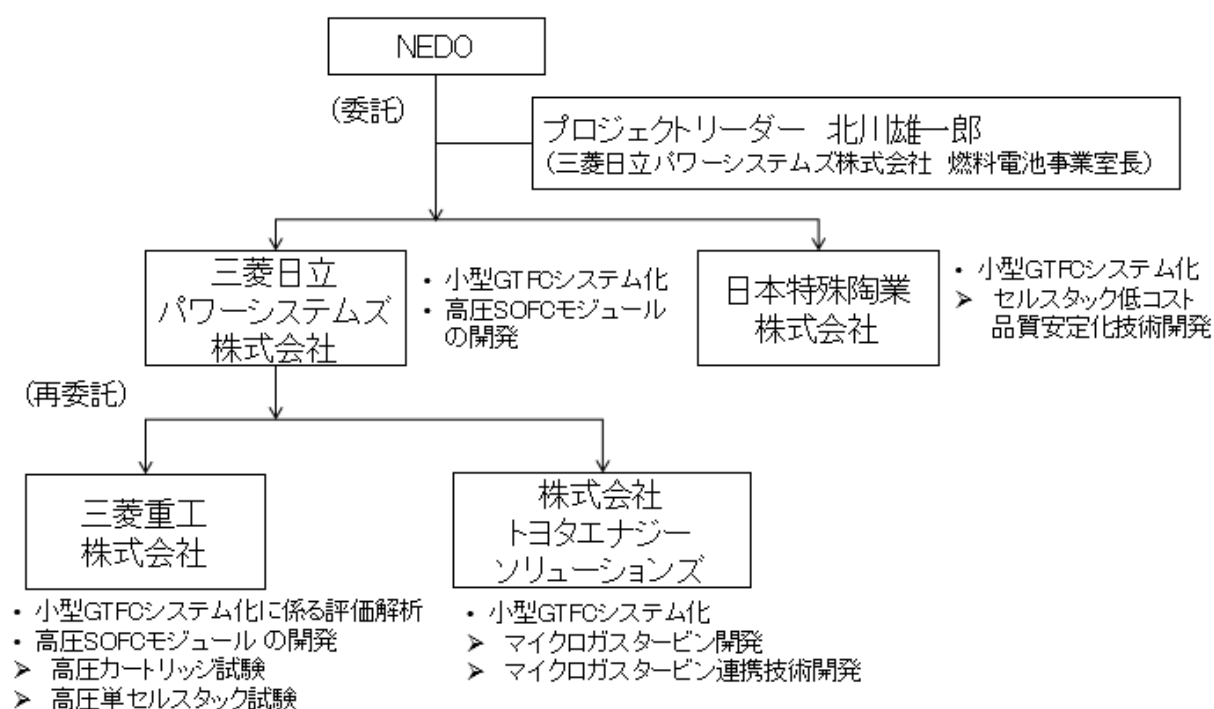 NEDO
(委託)
プロジェクトリーダー 北川雄一郎
(三菱日立パワーシステムズ株式会社 燃料電池事業室長)
三菱日立
パワーシステムズ
株式会社
・ 小型GTFCシステム化
・ 高圧SOFCモジュール
の開発
日本特殊陶業
株式会社
・ 小型GTFCシステム化
➤ セルスタック低コスト
品質安定化技術開発
(再委託)
三菱重工
株式会社
・ 小型GTFCシステム化に係る評価解析
・ 高圧SOFCモジュール の開発
➤ 高圧カートリッジ試験
➤ 高圧単セルスタック試験
株式会社
トヨタエナジー
ソリューションズ
・ 小型GTFCシステム化
➤ マイクロガスタービン開発
➤ マイクロガスタービン連携技術開発